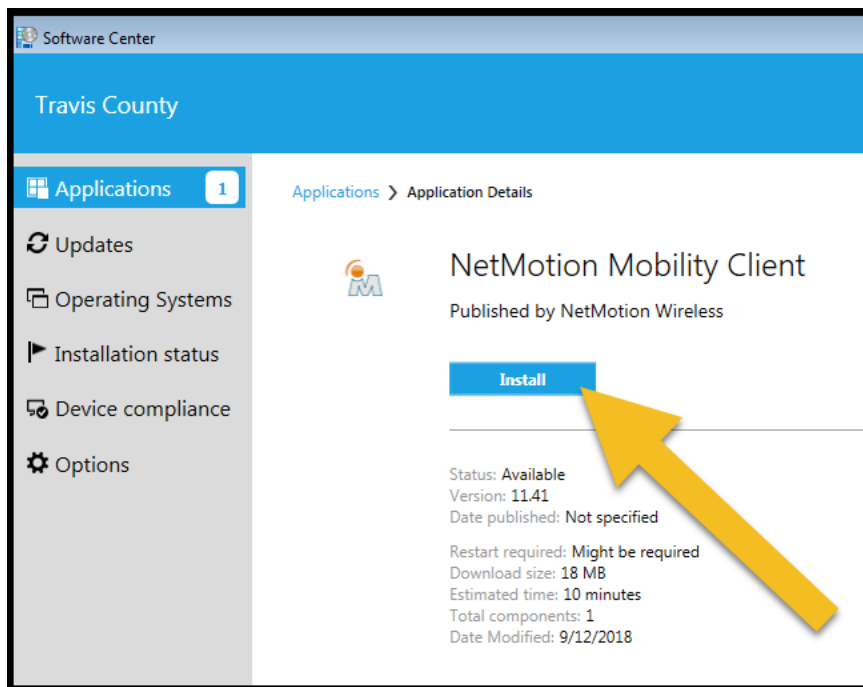 Software Center
Travis County
Applications 1
Updates
Operating Systems
Installation status
Device compliance
Options
Applications ❯ Application Details
NetMotion Mobility Client
Published by NetMotion Wireless
Install
Status: Available
Version: 11.41
Date published: Not specified
Restart required: Might be required
Download size: 18 MB
Estimated time: 10 minutes
Total components: 1
Date Modified: 9/12/2018